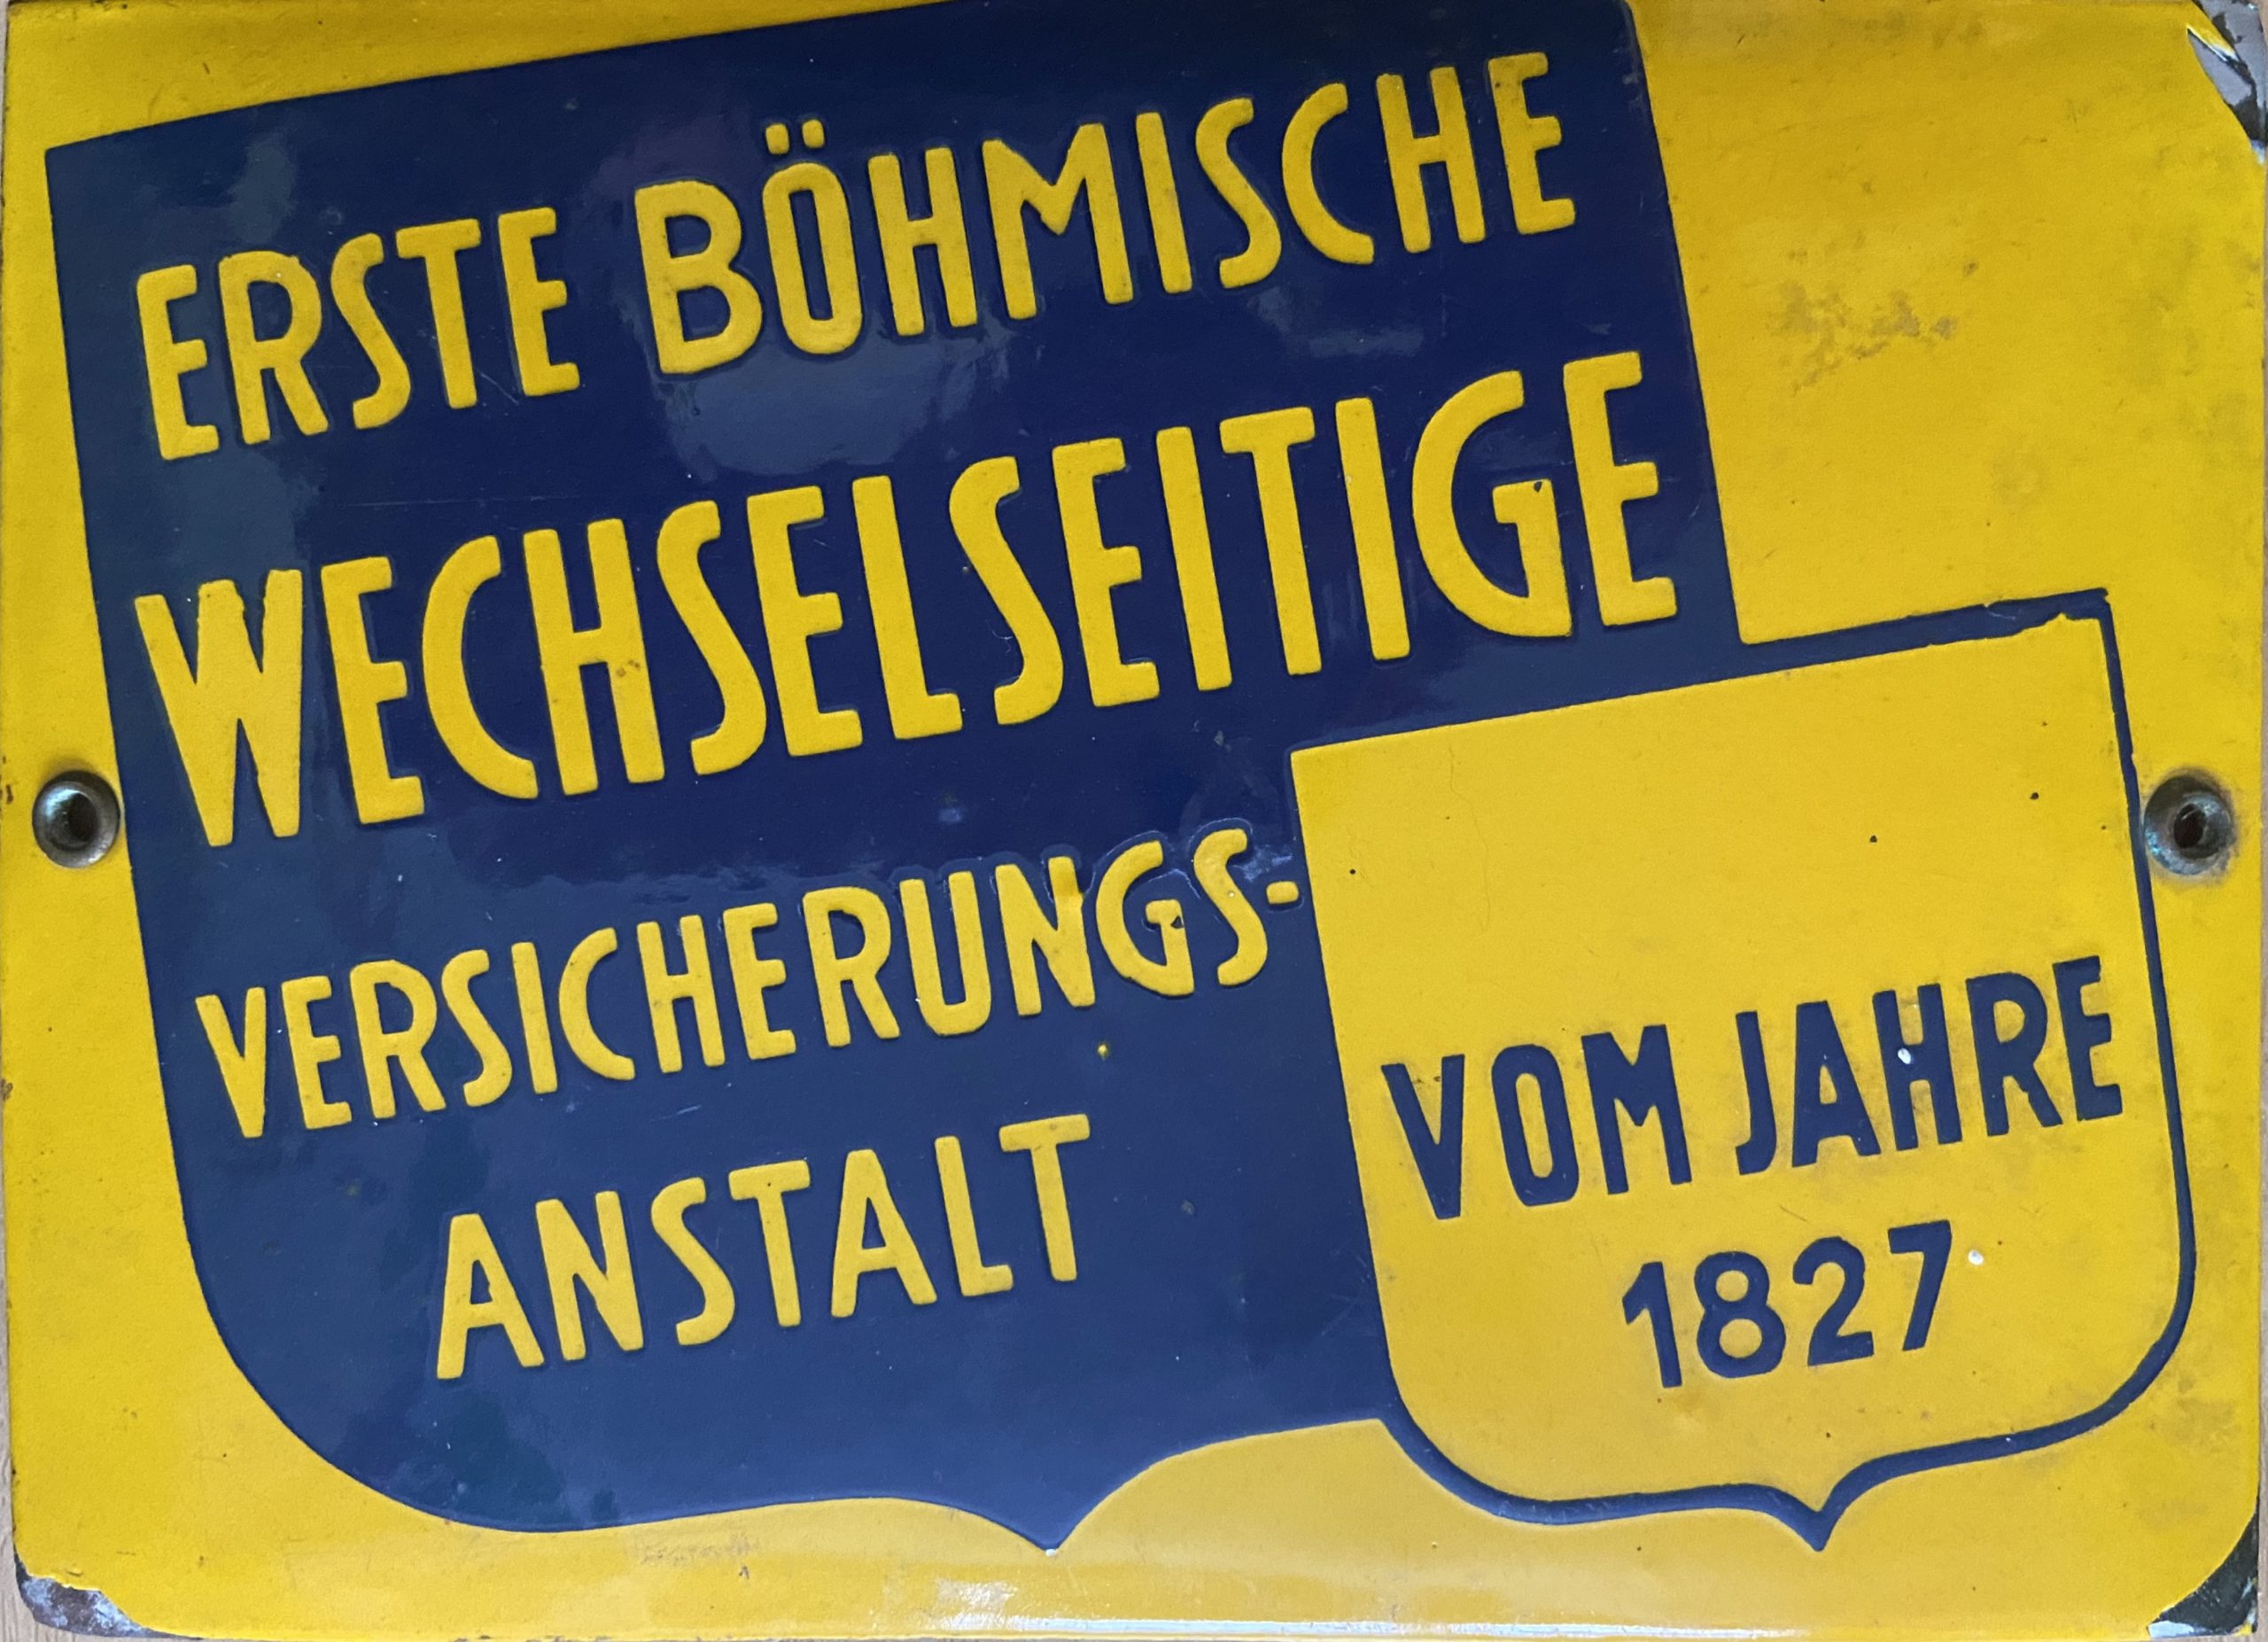 ERSTE BÖHMISCHE
WECHSELSEITIGE
VERSICHERUNGS-
ANSTALT
VOM JAHRE
1827